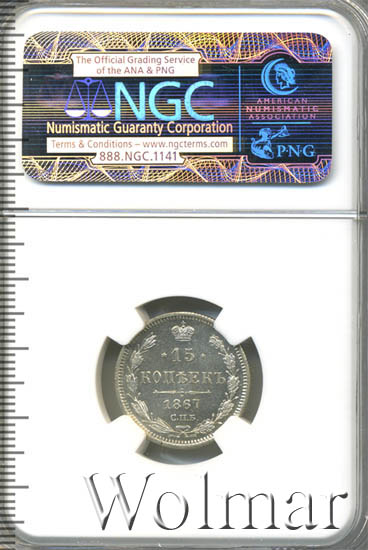 The Official Grading Service
of the ANA & PNG
NGC
Numismatic Guaranty Corporation
Terms & Conditions – www.ngcterms.com
888.NGC.1141
AMERICAN
NUMISMATIC
ASSOCIATION
PNG
15
КОПѢЕКЪ
1867
С.П.Б
Wolmar